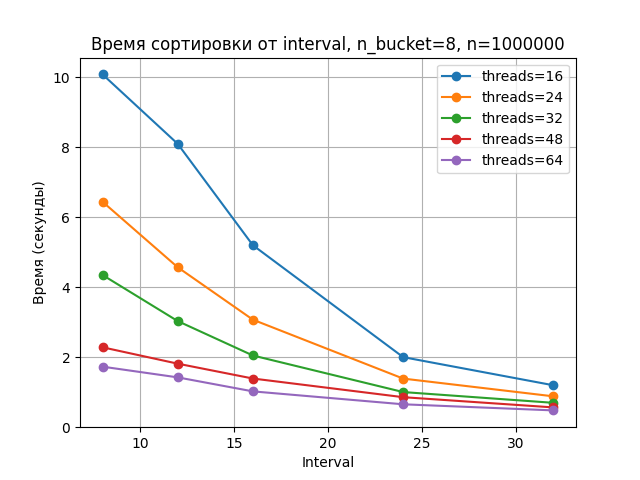 Время сортировки от interval, n_bucket=8, n=1000000
Время (секунды)
10
8
6
4
2
0
threads=16
threads=24
threads=32
threads=48
threads=64
10 15 20 25 30
Interval